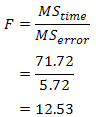 F = MS_time / MS_error
= 71.72 / 5.72
= 12.53